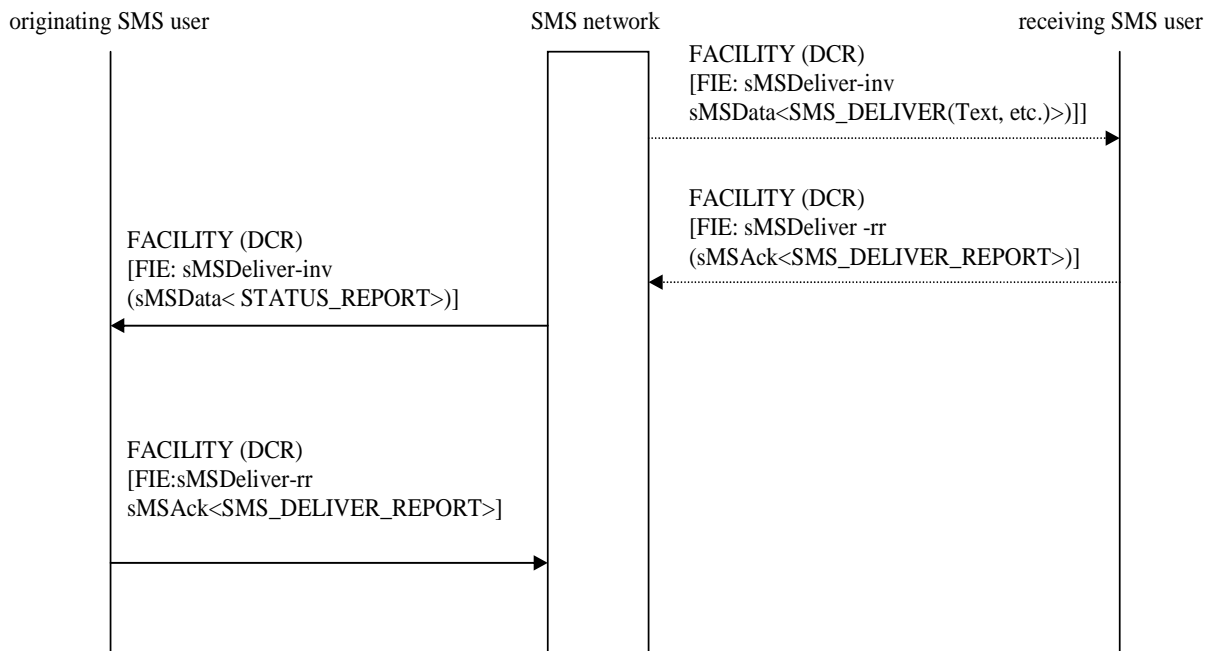 originating SMS user
SMS network
receiving SMS user
FACILITY (DCR)
[FIE: sMSDeliver-inv
sMSData<SMS_DELIVER(Text, etc.)>)]]
FACILITY (DCR)
[FIE: sMSDeliver -rr
(sMSAck<SMS_DELIVER_REPORT>)]
FACILITY (DCR)
[FIE: sMSDeliver-inv
(sMSData< STATUS_REPORT>)]
FACILITY (DCR)
[FIE:sMSDeliver-rr
sMSAck<SMS_DELIVER_REPORT>]